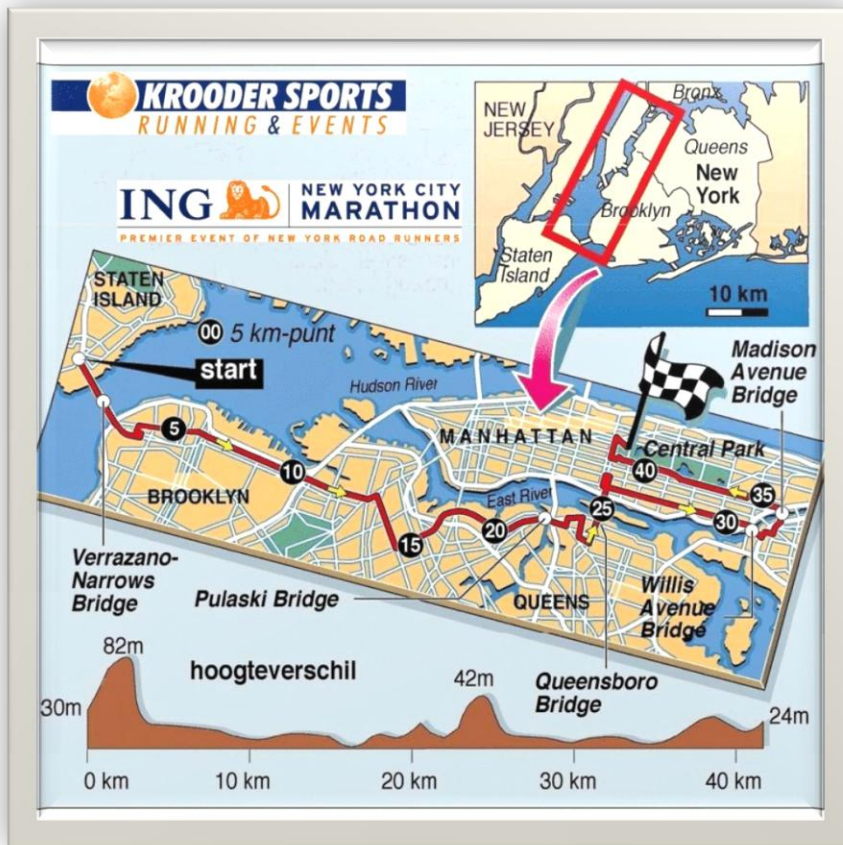 KROODER SPORTS
RUNNING & EVENTS
ING
NEW YORK CITY
MARATHON
PREMIER EVENT OF NEW YORK ROAD RUNNERS
NEW
JERSEY
Bronx
Queens
New
York
Brooklyn
Staten
Island
10 km
STATEN
ISLAND
00 5 km-punt
start
Hudson River
Madison
Avenue
Bridge
MANHATTAN
Central Park
5
10
15
20
25
30
35
40
BROOKLYN
East River
Verrazano-
Narrows
Bridge
Pulaski Bridge
QUEENS
Willis
Avenue
Bridge
Queensboro
Bridge
hoogteverschil
30m
82m
42m
24m
0 km
10 km
20 km
30 km
40 km